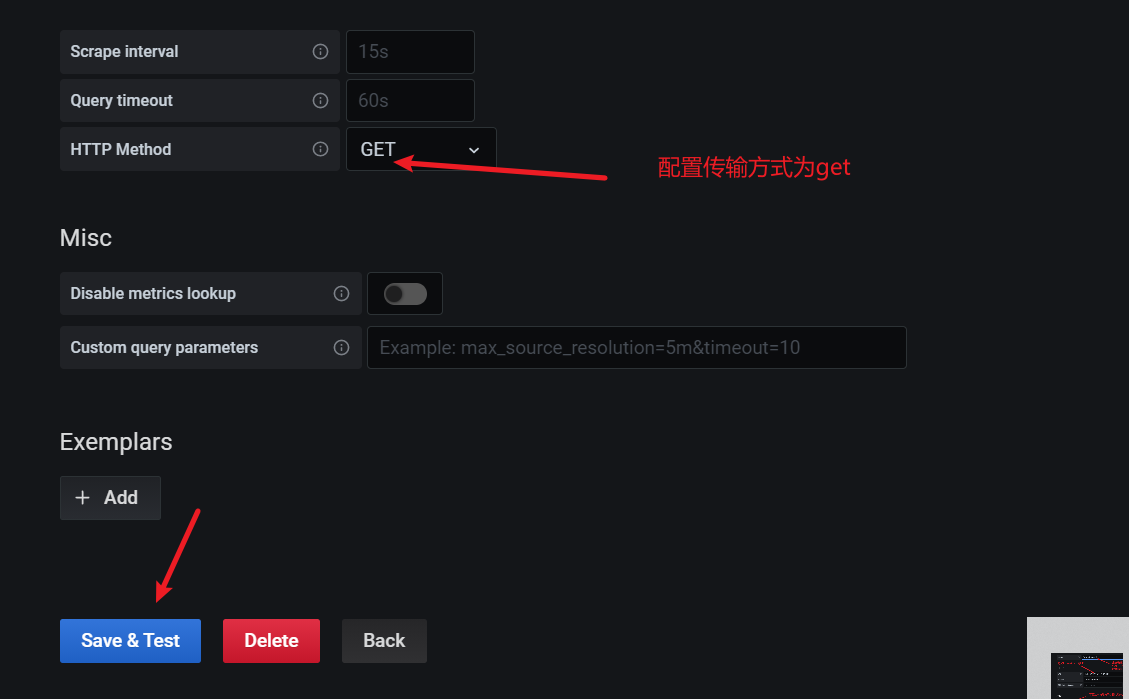 Scrape interval
15s
Query timeout
60s
HTTP Method
GET
配置传输方式为get
Misc
Disable metrics lookup
Custom query parameters
Example: max_source_resolution=5m&timeout=10
Exemplars
Add
Save & Test
Delete
Back